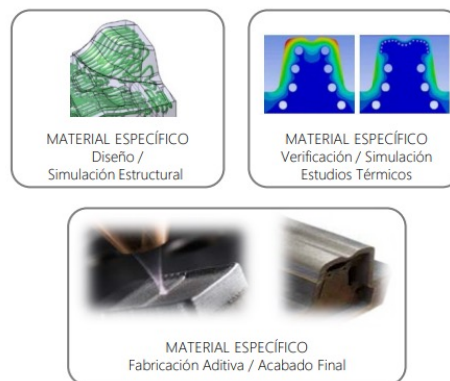 MATERIAL ESPECÍFICO
Diseño /
Simulación Estructural
MATERIAL ESPECÍFICO
Verificación / Simulación
Estudios Térmicos
MATERIAL ESPECÍFICO
Fabricación Aditiva / Acabado Final